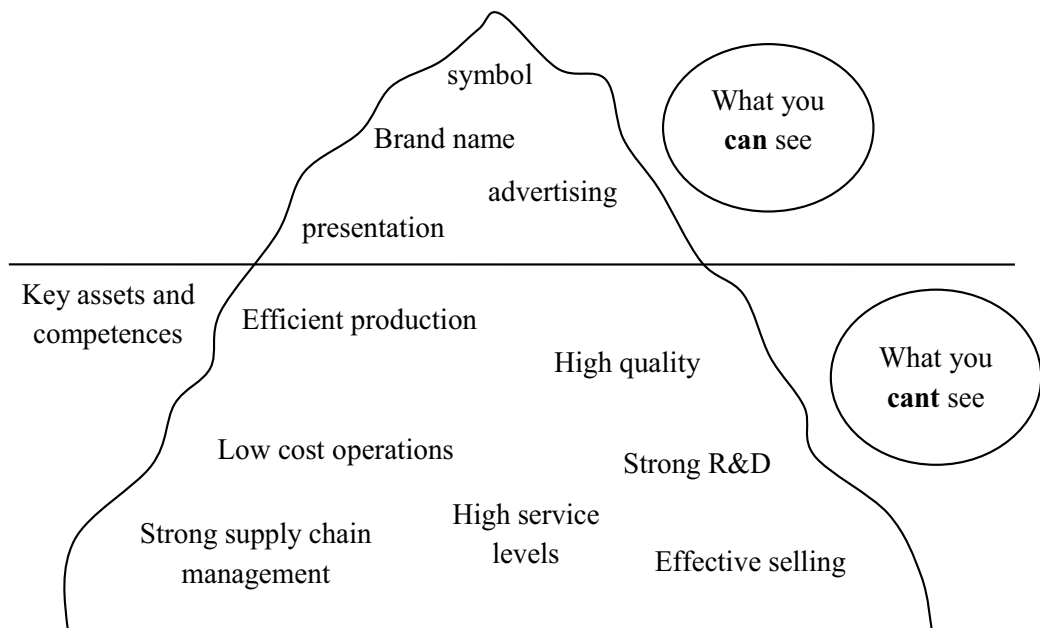 symbol
What you
can see
Brand name
advertising
presentation
Key assets and
competences
Efficient production
What you
cant see
High quality
Low cost operations
Strong R&D
High service
levels
Strong supply chain
management
Effective selling